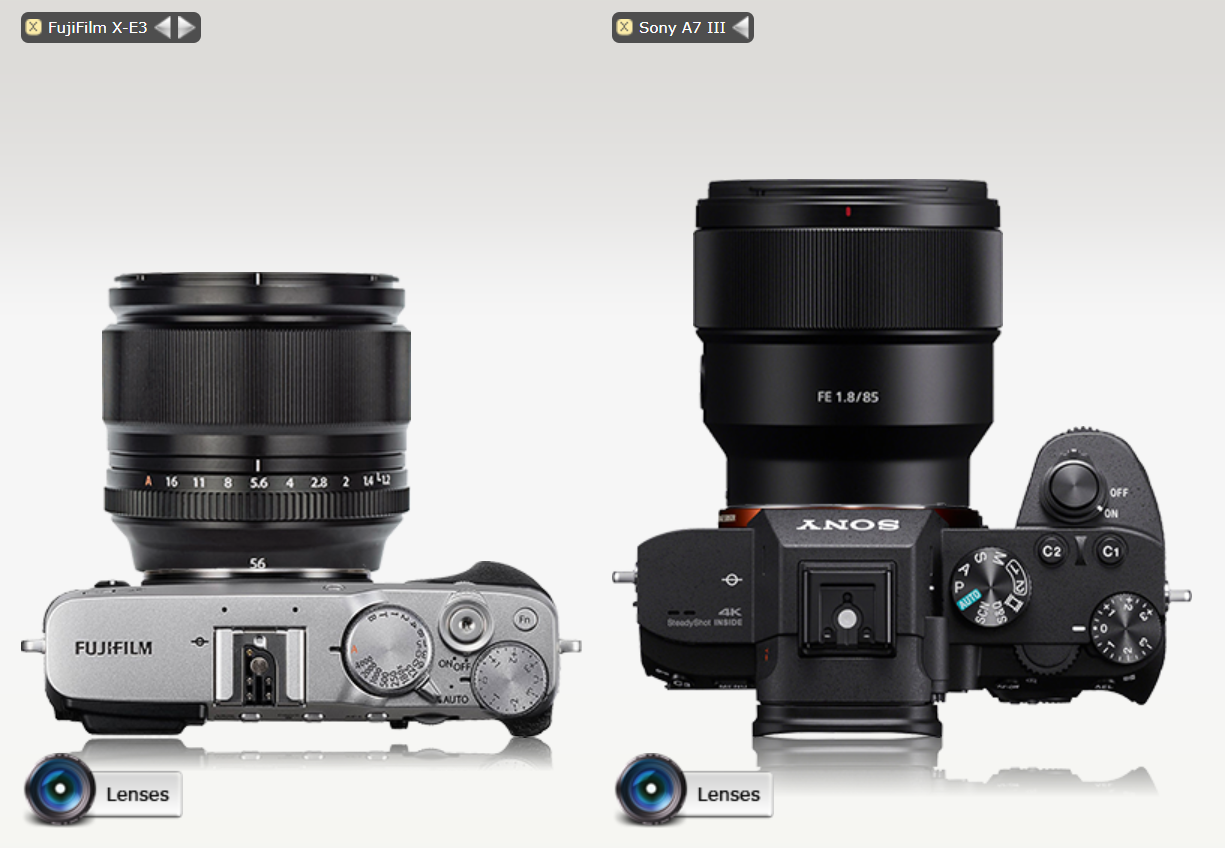 FujiFilm X-E3
Sony A7 III
FE 1.8/85
A 16 11 8 5.6 4 2.8 2 1.4 L 1.2
56
OFF
ON
SONY
C2
C1
M
S
A
P
AUTO
SCN
S&Q
1
2
4K
SteadyShot INSIDE
Fn
FUJIFILM
ON
OFF
AUTO
A
Lenses
Lenses